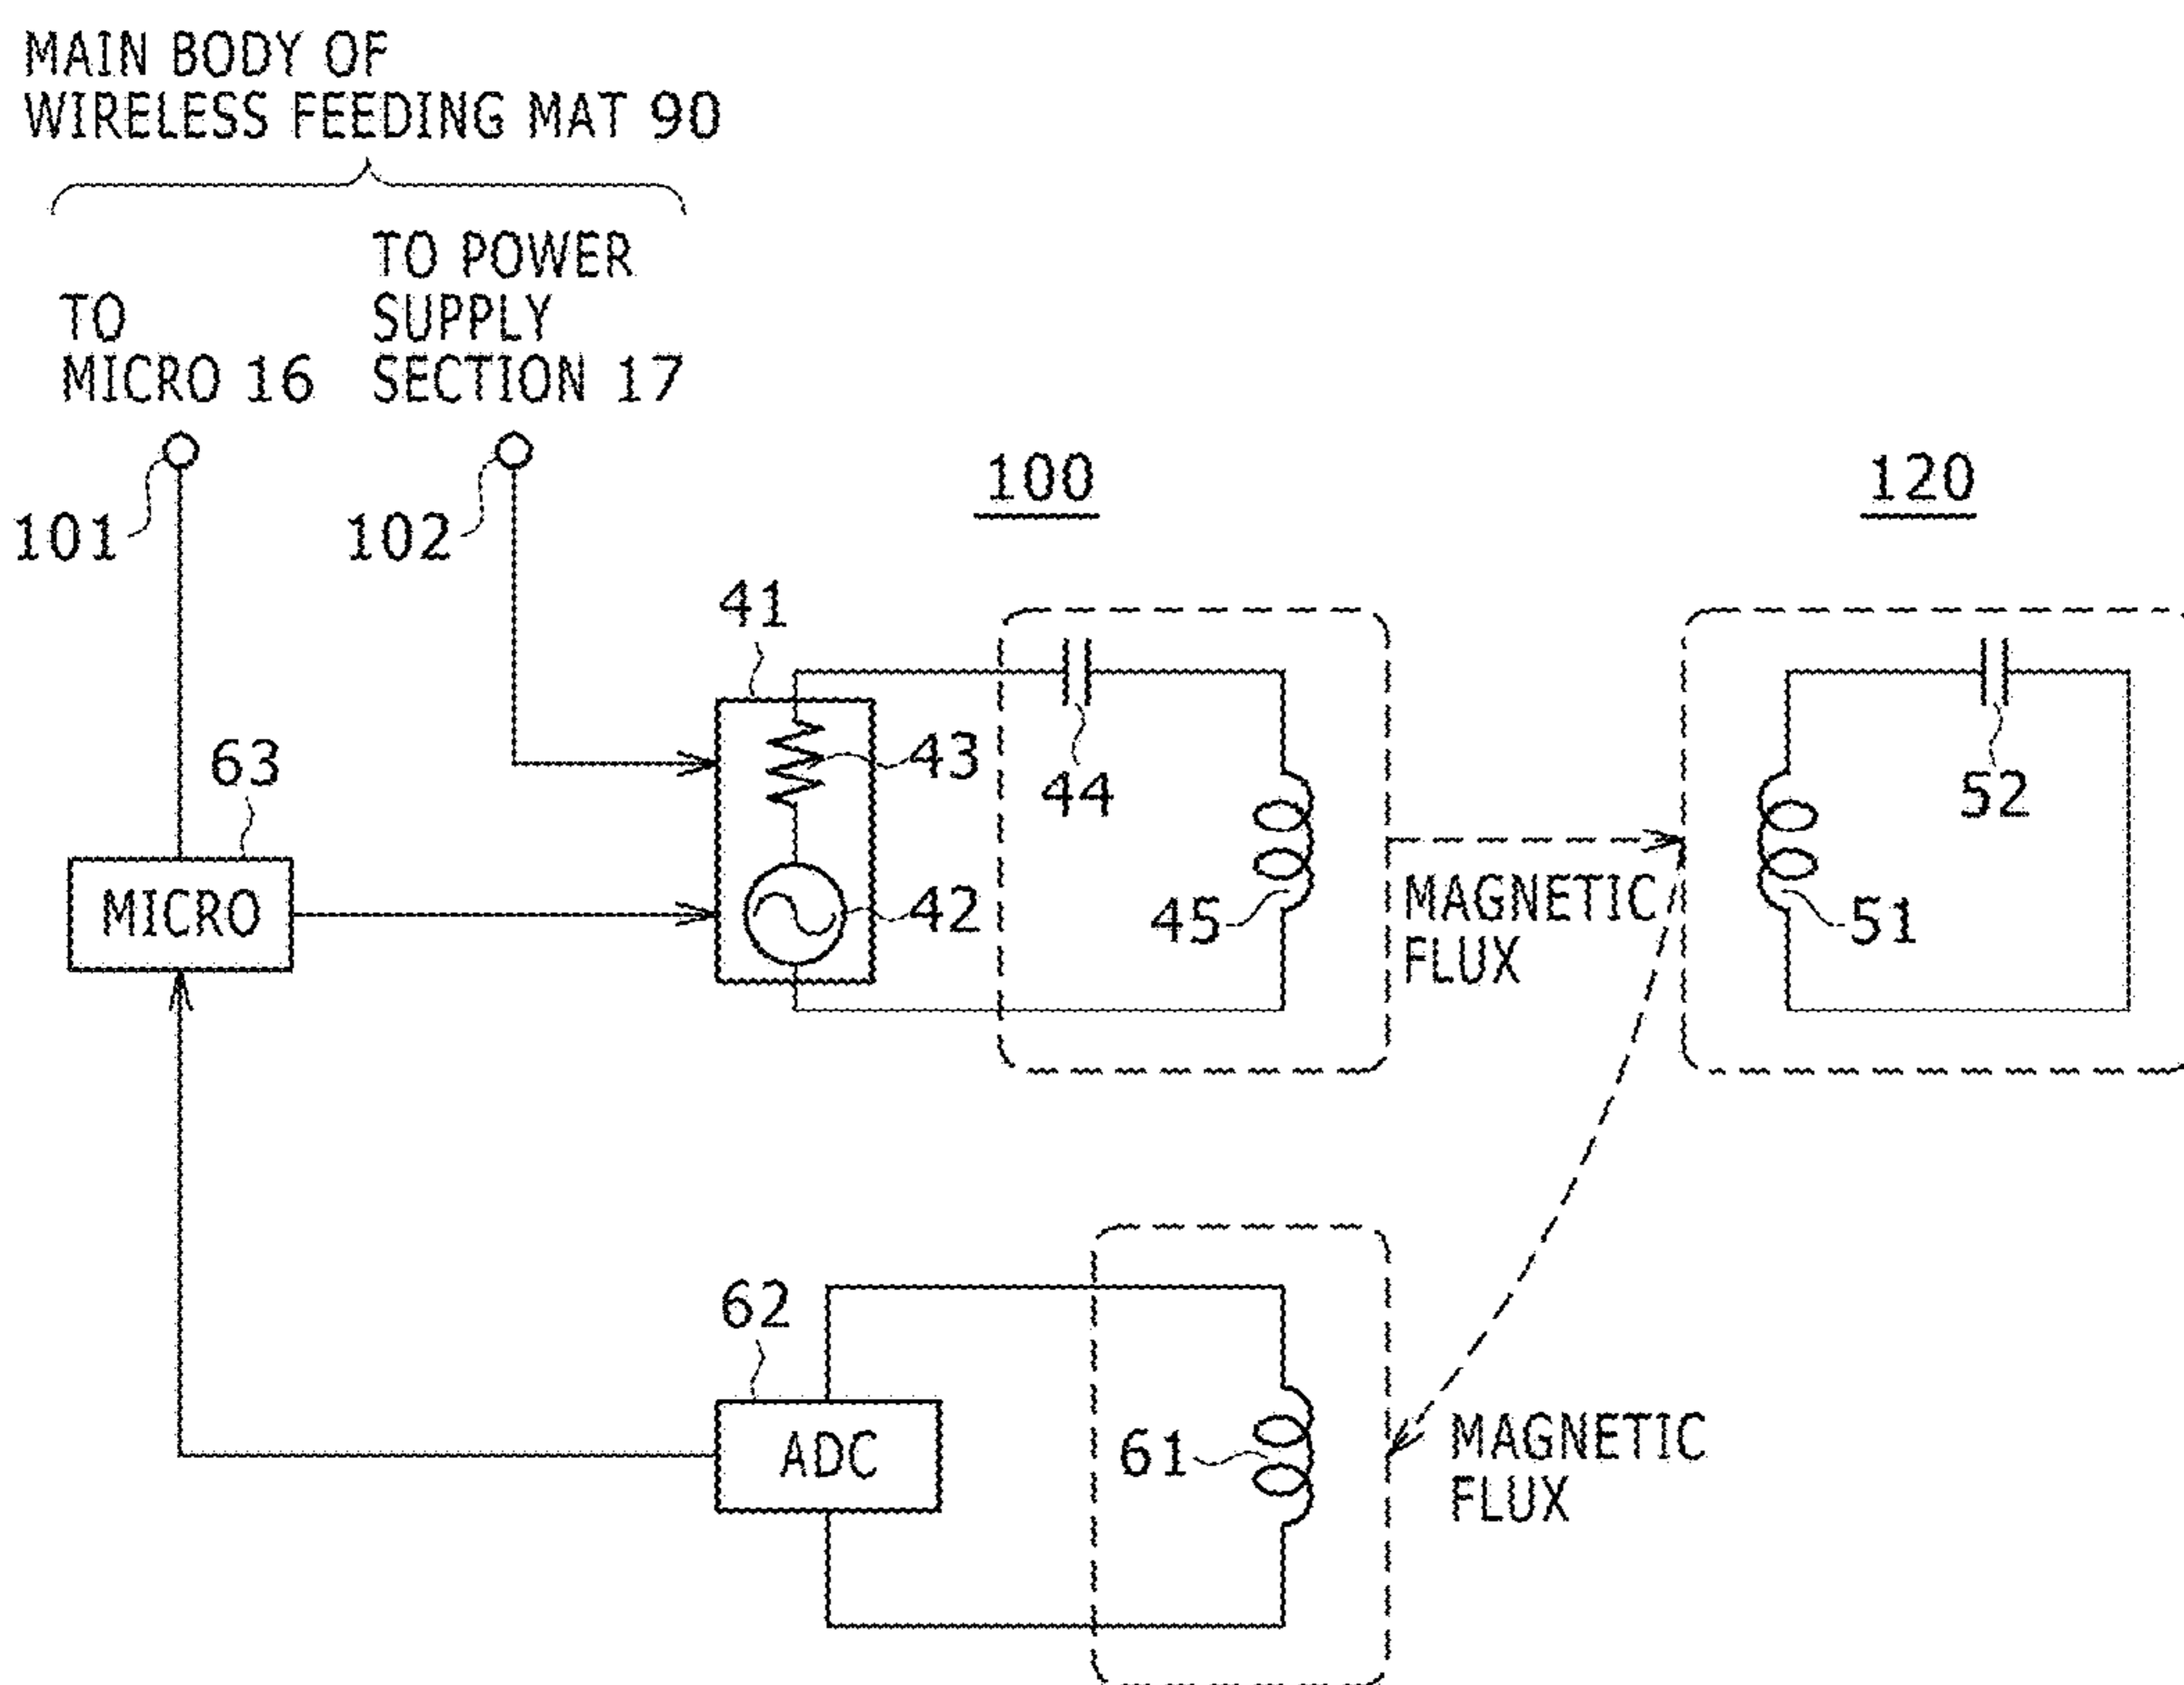 MAIN BODY OF
WIRELESS FEEDING MAT 90
TO POWER
SUPPLY
SECTION 17
TO
MICRO 16
101
102
100
120
41
43
44
52
63
MICRO
42
45
MAGNETIC
FLUX
51
62
ADC
61
MAGNETIC
FLUX